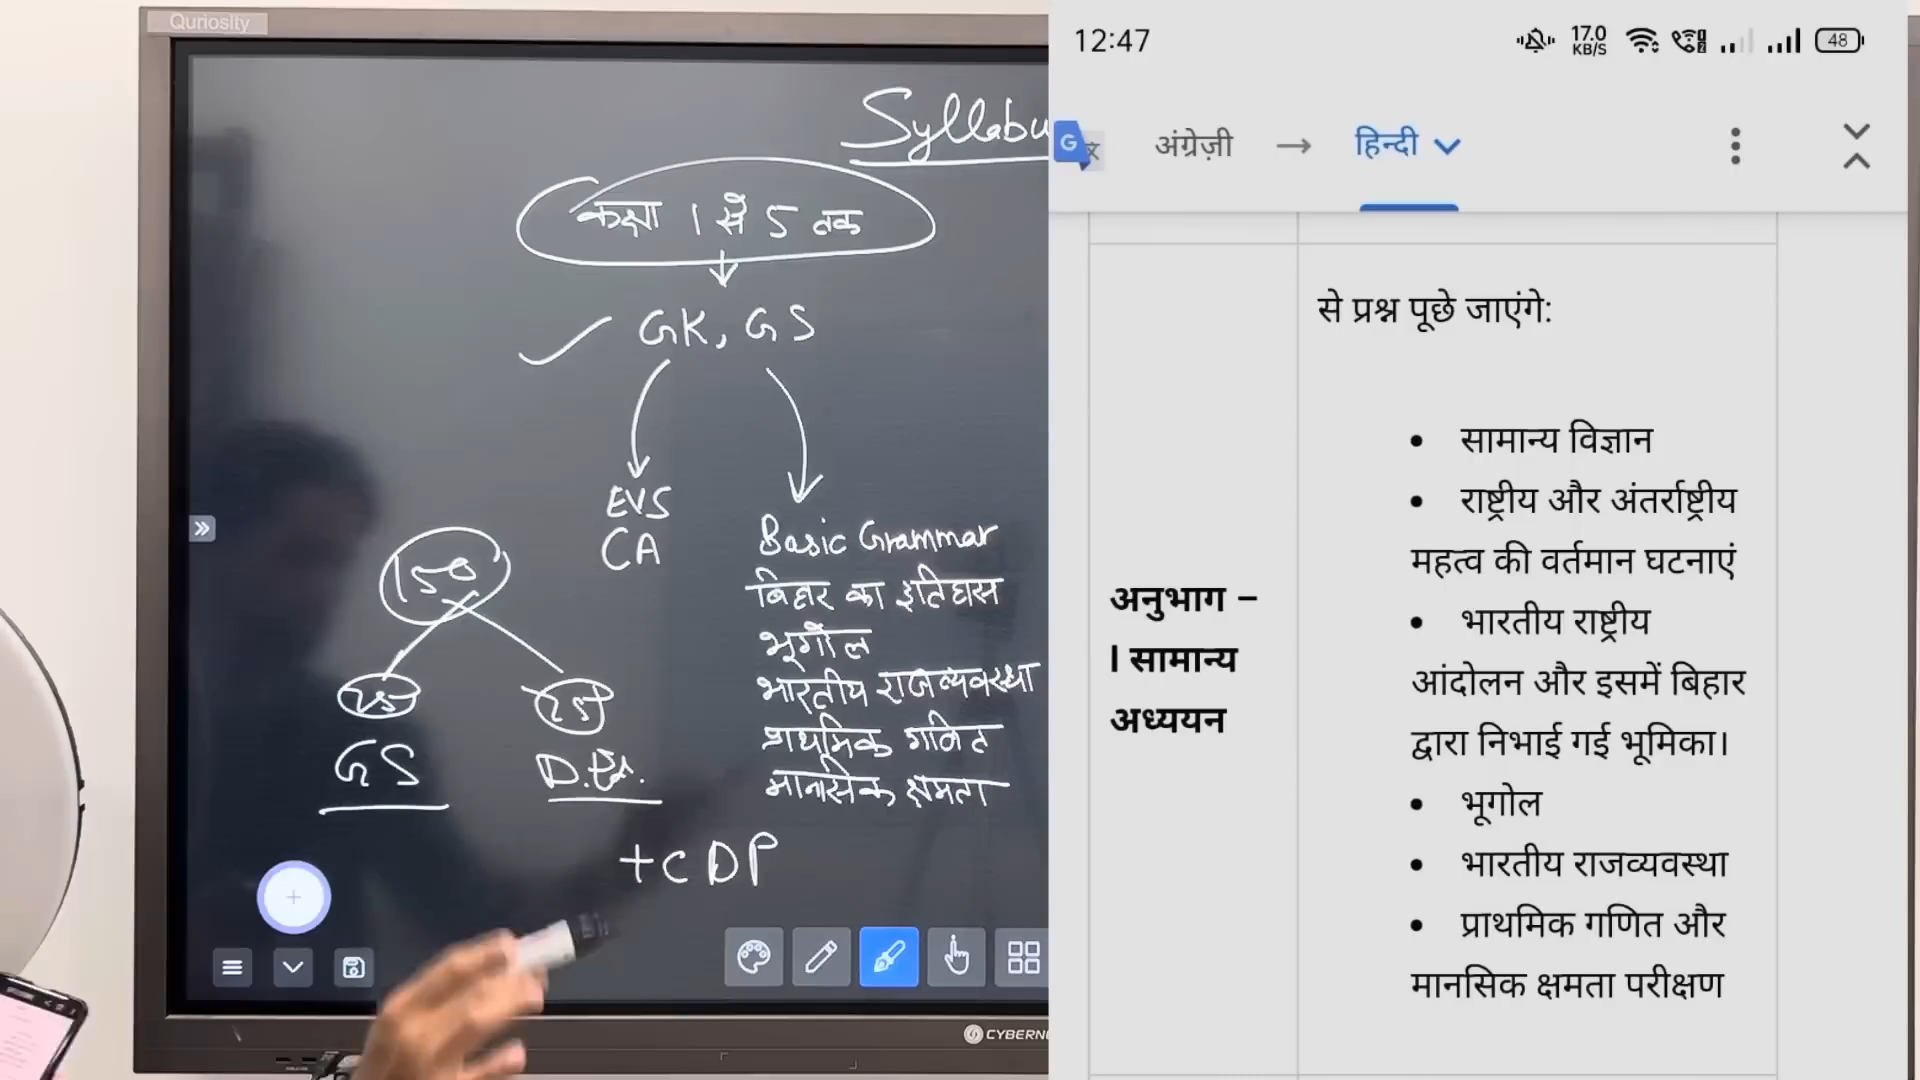 Quriosity
Syllabu
कक्षा 1 से 5 तक
GK, GS
EVS
CA
Basic Grammar
बिहार का इतिहास
भूगोल
भारतीय राजव्यवस्था
प्राथमिक गणित
मानसिक क्षमता
150
GS
+CDP
CYBERN
12:47
17.0
KB/S
48
अंग्रेज़ी → हिन्दी
से प्रश्न पूछे जाएंगे:
• सामान्य विज्ञान
• राष्ट्रीय और अंतर्राष्ट्रीय
महत्व की वर्तमान घटनाएं
• भारतीय राष्ट्रीय
आंदोलन और इसमें बिहार
द्वारा निभाई गई भूमिका।
• भूगोल
• भारतीय राजव्यवस्था
• प्राथमिक गणित और
मानसिक क्षमता परीक्षण
अनुभाग –
I सामान्य
अध्ययन